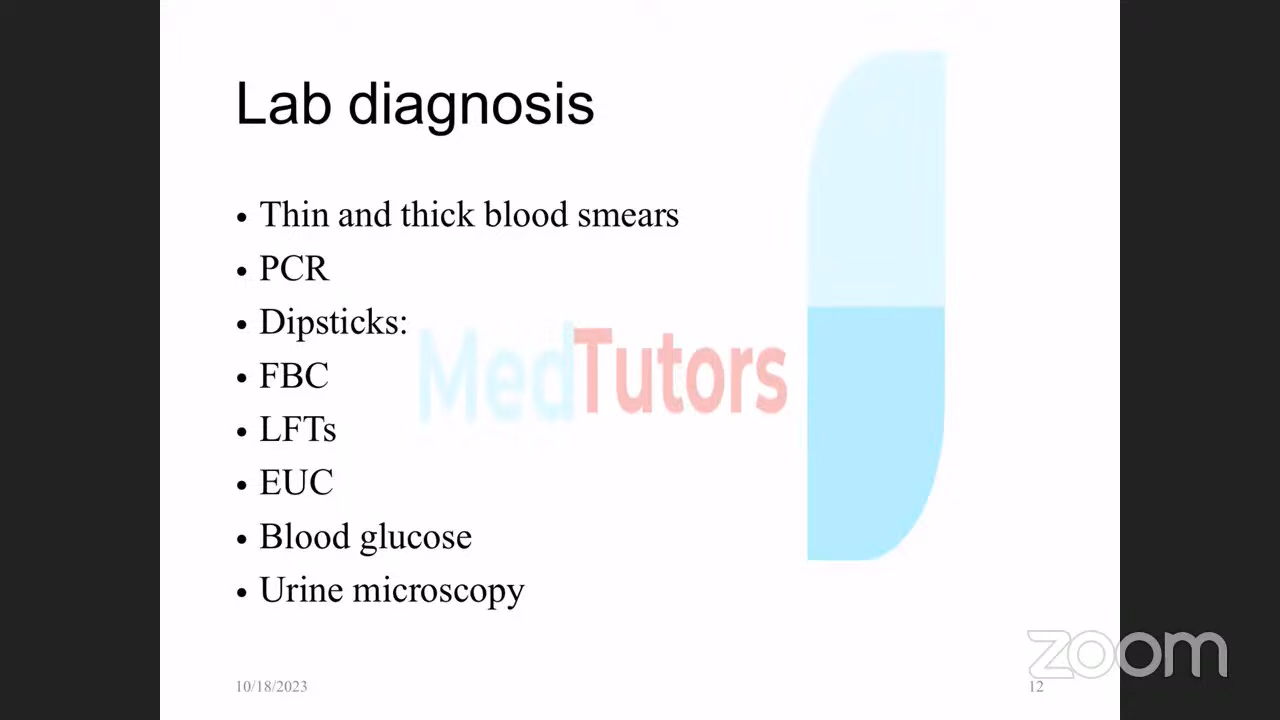 Lab diagnosis
• Thin and thick blood smears
• PCR
• Dipsticks:
• FBC
• LFTs
• EUC
• Blood glucose
• Urine microscopy
MedTutors
zoom
10/18/2023
12